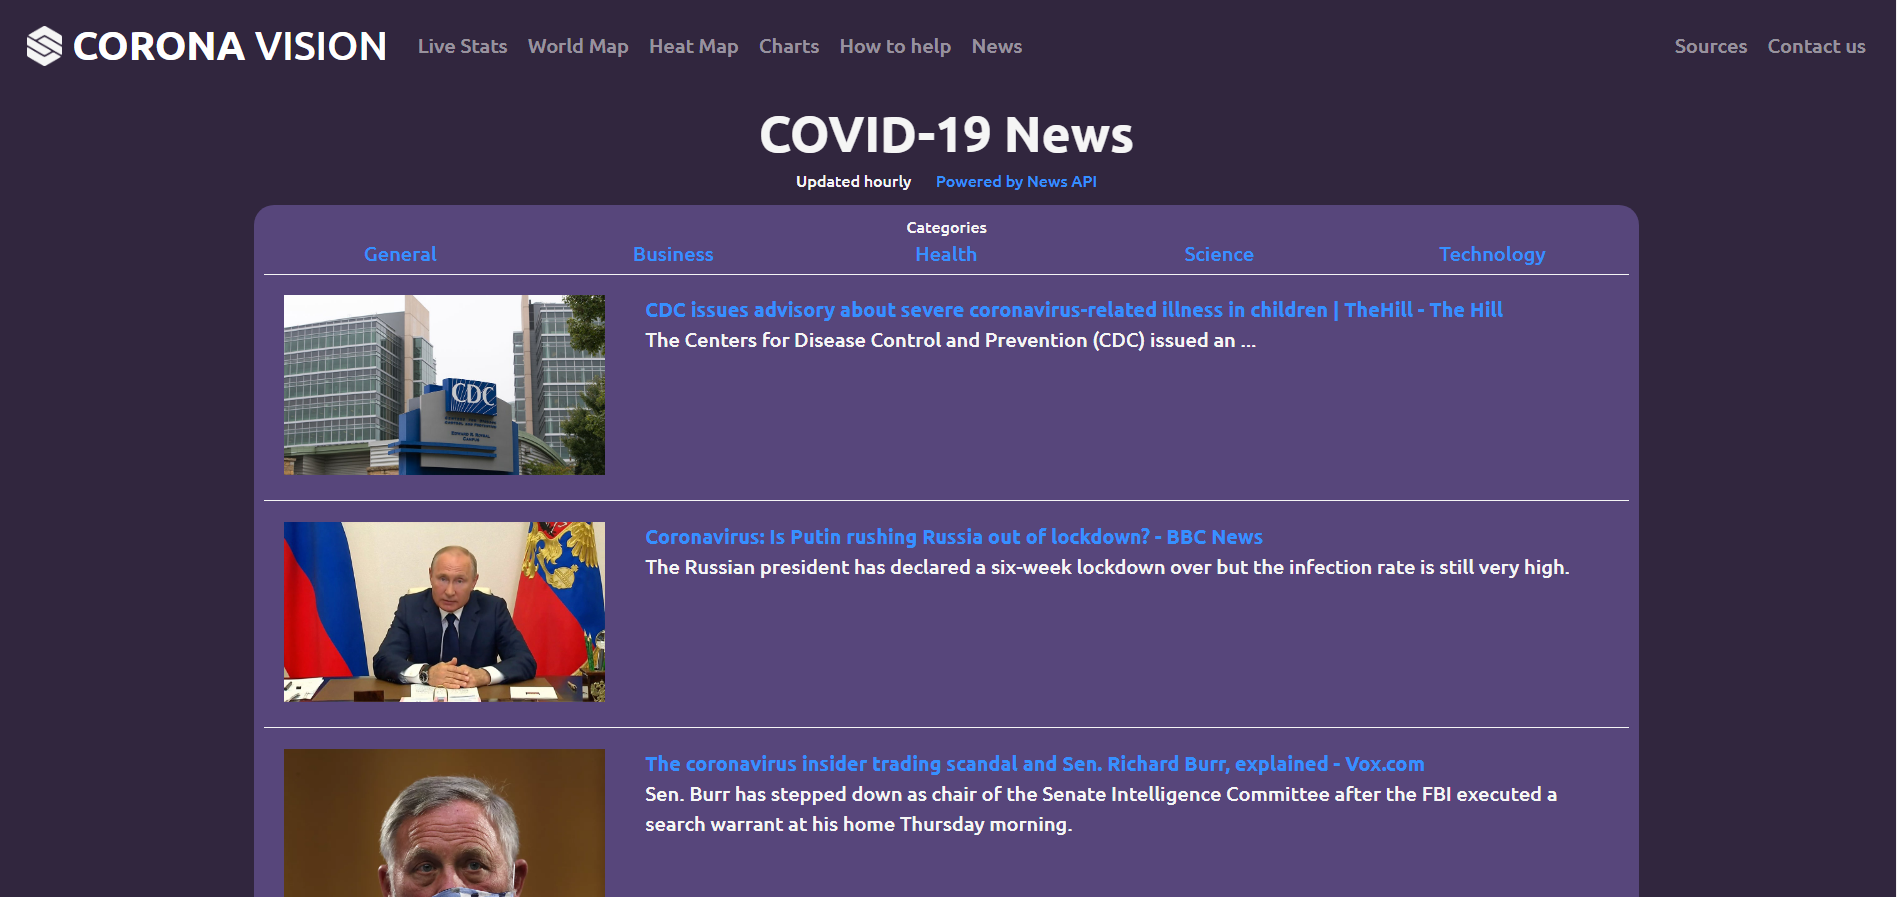 CORONA VISION
Live Stats World Map Heat Map Charts How to help News Sources Contact us
COVID-19 News
Updated hourly Powered by News API
Categories
General Business Health Science Technology
CDC issues advisory about severe coronavirus-related illness in children | TheHill - The Hill
The Centers for Disease Control and Prevention (CDC) issued an ...
CDC
Coronavirus: Is Putin rushing Russia out of lockdown? - BBC News
The Russian president has declared a six-week lockdown over but the infection rate is still very high.
The coronavirus insider trading scandal and Sen. Richard Burr, explained - Vox.com
Sen. Burr has stepped down as chair of the Senate Intelligence Committee after the FBI executed a
search warrant at his home Thursday morning.